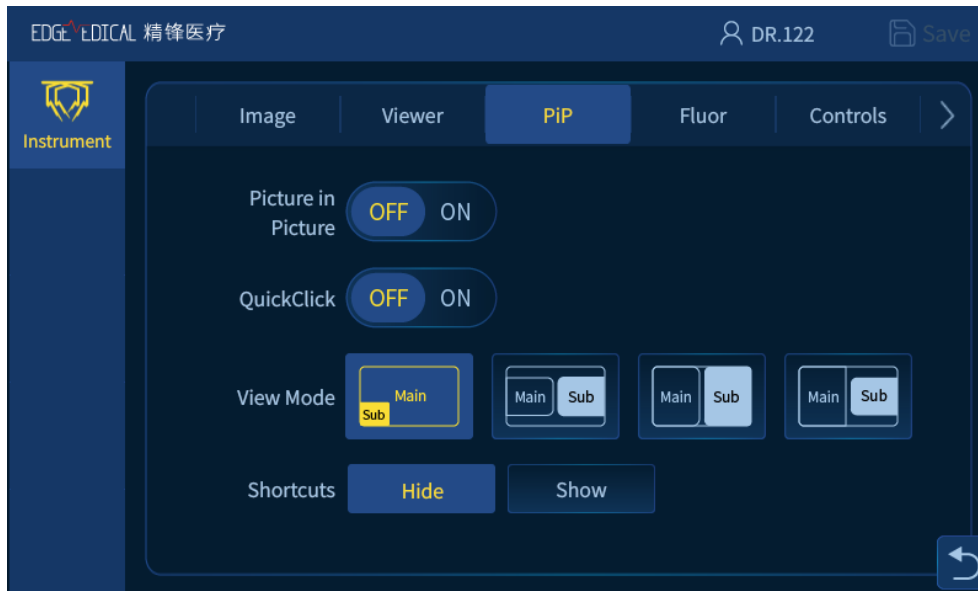 EDGE MEDICAL 精锋医疗
DR.122
Save
Instrument
Image
Viewer
PiP
Fluor
Controls
Picture in
Picture
OFF ON
QuickClick
OFF ON
View Mode
Main
Sub
Main Sub
Main Sub
Main Sub
Shortcuts
Hide
Show